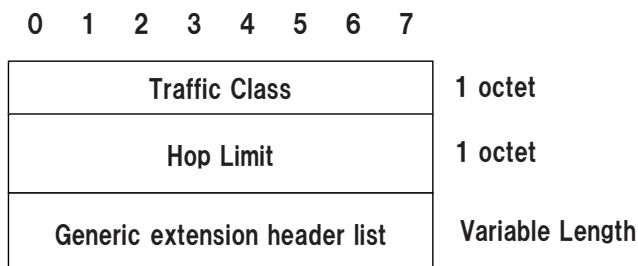 0 1 2 3 4 5 6 7
Traffic Class 1 octet
Hop Limit 1 octet
Generic extension header list Variable Length